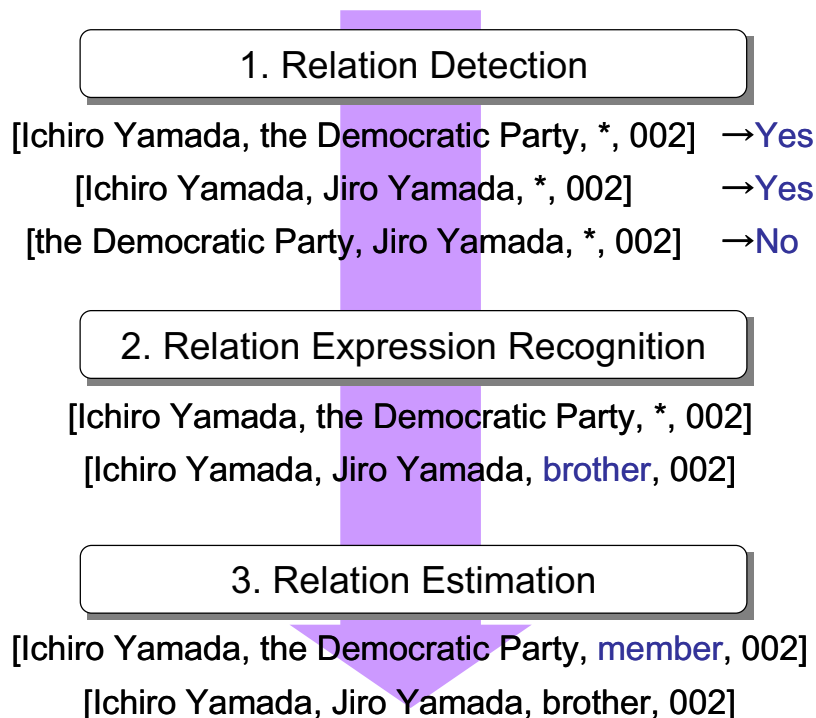 1. Relation Detection
[Ichiro Yamada, the Democratic Party, *, 002] →Yes
[Ichiro Yamada, Jiro Yamada, *, 002] →Yes
[the Democratic Party, Jiro Yamada, *, 002] →No
2. Relation Expression Recognition
[Ichiro Yamada, the Democratic Party, *, 002]
[Ichiro Yamada, Jiro Yamada, brother, 002]
3. Relation Estimation
[Ichiro Yamada, the Democratic Party, member, 002]
[Ichiro Yamada, Jiro Yamada, brother, 002]